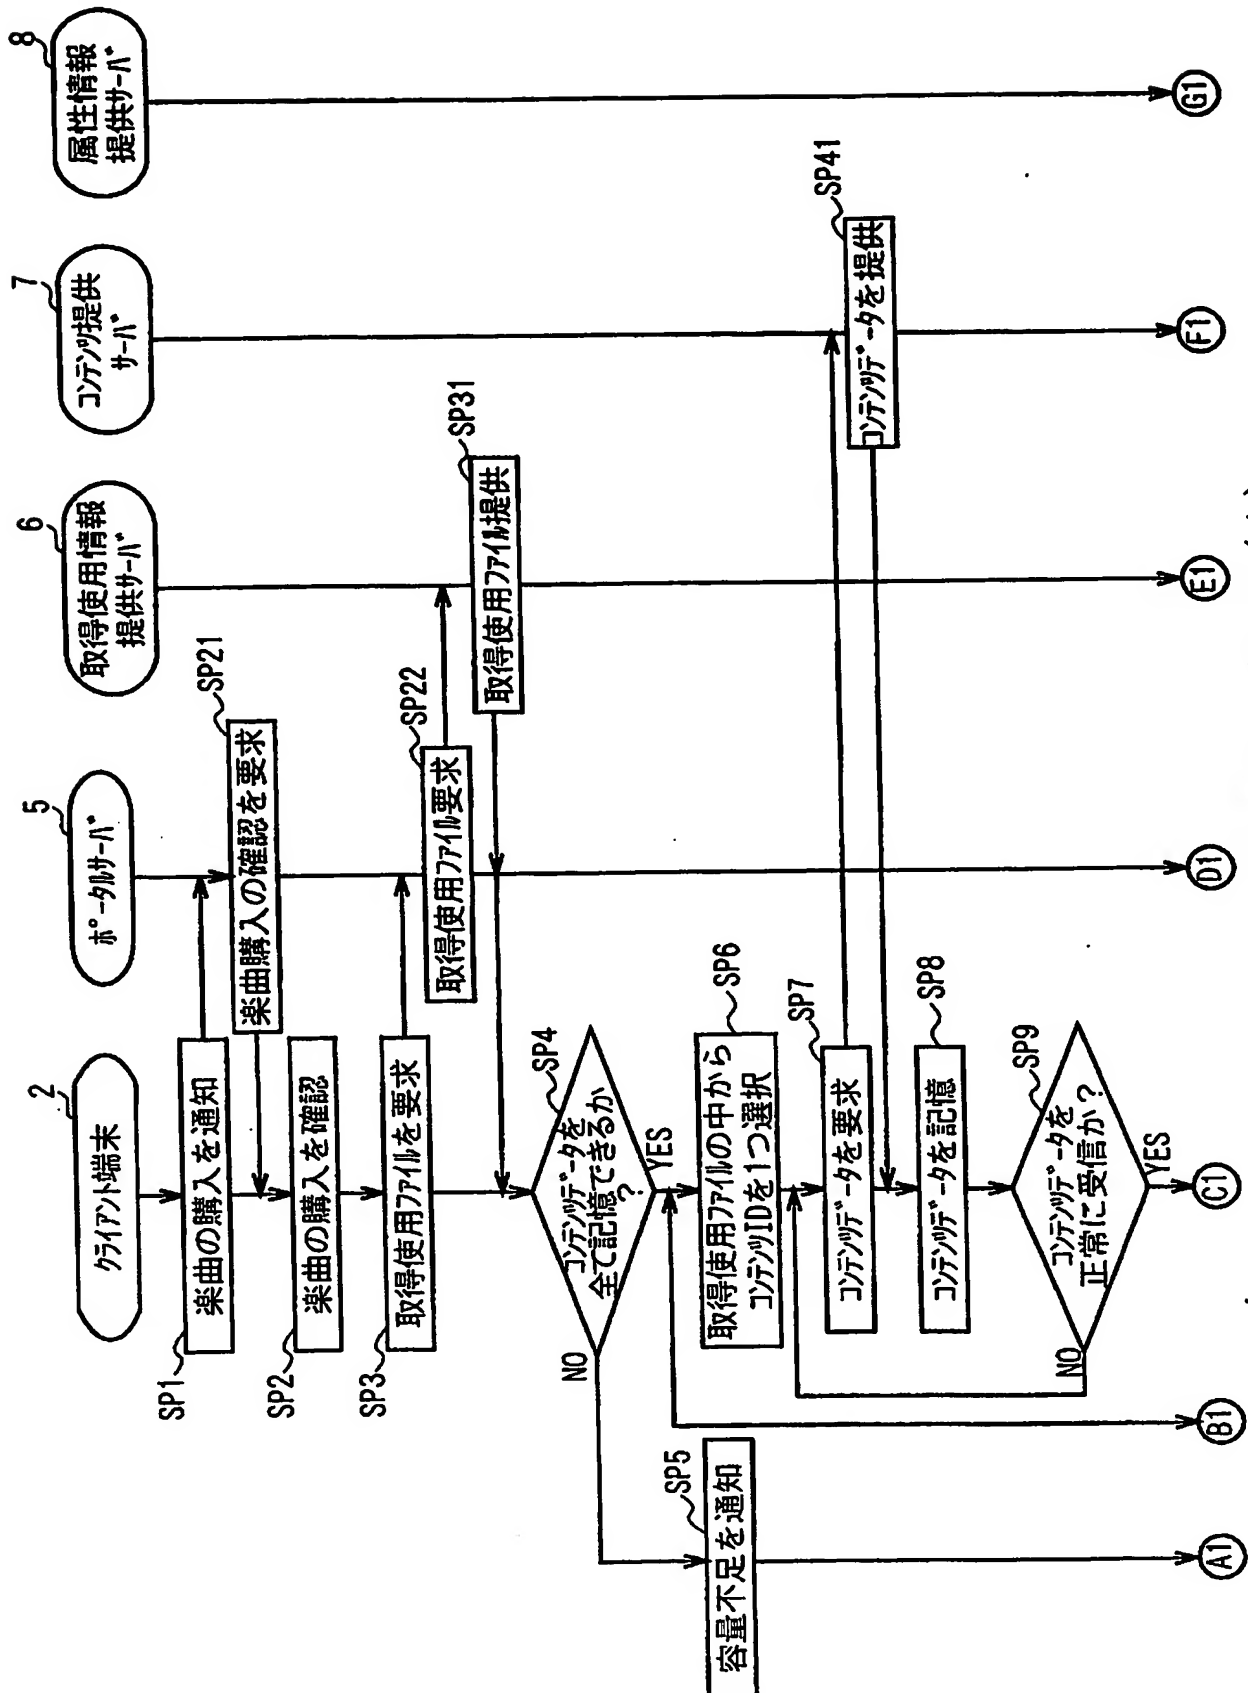 2
クライアント端末
5
ポータルサーバ
6
取得使用情報
提供サーバ
7
コンテンツ提供
サーバ
8
属性情報
提供サーバ
SP1
楽曲の購入を通知
SP21
楽曲購入の確認を要求
SP2
楽曲の購入を確認
SP3
取得使用ファイルを要求
SP22
取得使用ファイル要求
SP31
取得使用ファイル提供
SP4
コンテンツデータを
全て記憶できるか
?
NO
YES
SP5
容量不足を通知
SP6
取得使用ファイルの中から
コンテンツIDを1つ選択
SP7
コンテンツデータを要求
SP41
コンテンツデータを提供
SP8
コンテンツデータを記憶
SP9
コンテンツデータを
正常に受信か?
NO
YES
A1
B1
C1
D1
E1
F1
G1